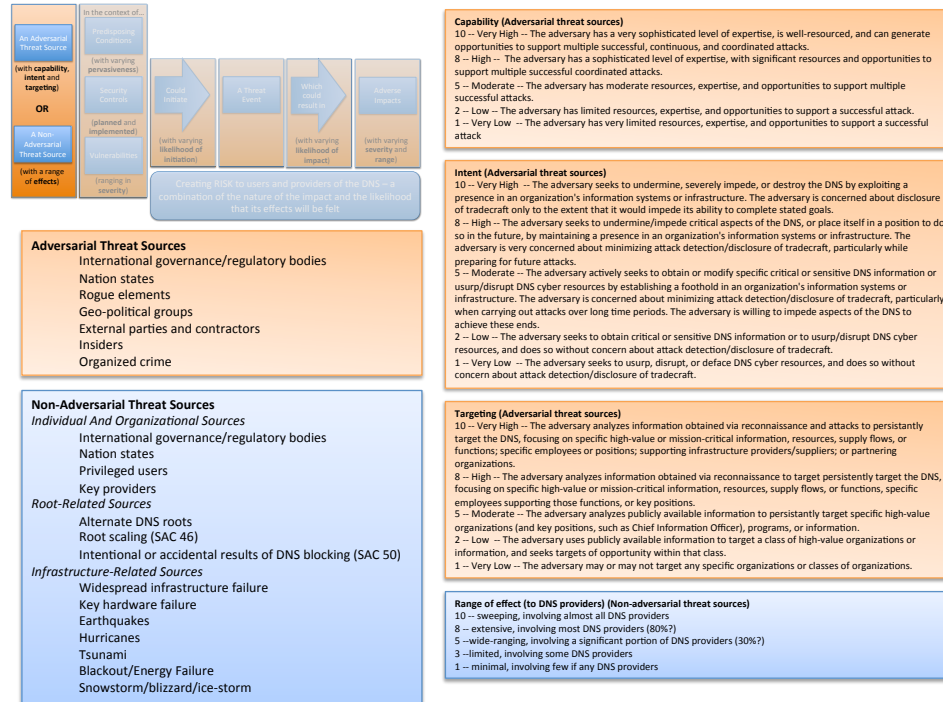 An Adversarial
Threat Source
(with capability,
intent and
targeting)
OR
A Non-
Adversarial
Threat Source
(with a range
of effects)
In the context of...
Predisposing
Conditions
(with varying
pervasiveness)
Security
Controls
(planned and
implemented)
Vulnerabilities
(ranging in
severity)
Could
Initiate
(with varying
likelihood of
initiation)
A Threat
Event
Which
could
result in
(with varying
likelihood of
impact)
Adverse
Impacts
(with varying
severity and
range)
Creating RISK to users and providers of the DNS – a
combination of the nature of the impact and the likelihood
that its effects will be felt
Adversarial Threat Sources
International governance/regulatory bodies
Nation states
Rogue elements
Geo-political groups
External parties and contractors
Insiders
Organized crime
Non-Adversarial Threat Sources
Individual And Organizational Sources
International governance/regulatory bodies
Nation states
Privileged users
Key providers
Root-Related Sources
Alternate DNS roots
Root scaling (SAC 46)
Intentional or accidental results of DNS blocking (SAC 50)
Infrastructure-Related Sources
Widespread infrastructure failure
Key hardware failure
Earthquakes
Hurricanes
Tsunami
Blackout/Energy Failure
Snowstorm/blizzard/ice-storm
Capability (Adversarial threat sources)
10 -- Very High -- The adversary has a very sophisticated level of expertise, is well-resourced, and can generate
opportunities to support multiple successful, continuous, and coordinated attacks.
8 -- High -- The adversary has a sophisticated level of expertise, with significant resources and opportunities to
support multiple successful coordinated attacks.
5 -- Moderate -- The adversary has moderate resources, expertise, and opportunities to support multiple
successful attacks.
2 -- Low -- The adversary has limited resources, expertise, and opportunities to support a successful attack.
1 -- Very Low -- The adversary has very limited resources, expertise, and opportunities to support a successful
attack
Intent (Adversarial threat sources)
10 -- Very High -- The adversary seeks to undermine, severely impede, or destroy the DNS by exploiting a
presence in an organization's information systems or infrastructure. The adversary is concerned about disclosure
of tradecraft only to the extent that it would impede its ability to complete stated goals.
8 -- High -- The adversary seeks to undermine/impede critical aspects of the DNS, or place itself in a position to do
so in the future, by maintaining a presence in an organization's information systems or infrastructure. The
adversary is very concerned about minimizing attack detection/disclosure of tradecraft, particularly while
preparing for future attacks.
5 -- Moderate -- The adversary actively seeks to obtain or modify specific critical or sensitive DNS information or
usurp/disrupt DNS cyber resources by establishing a foothold in an organization's information systems or
infrastructure. The adversary is concerned about minimizing attack detection/disclosure of tradecraft, particularly
when carrying out attacks over long time periods. The adversary is willing to impede aspects of the DNS to
achieve these ends.
2 -- Low -- The adversary seeks to obtain critical or sensitive DNS information or to usurp/disrupt DNS cyber
resources, and does so without concern about attack detection/disclosure of tradecraft.
1 -- Very Low -- The adversary seeks to usurp, disrupt, or deface DNS cyber resources, and does so without
concern about attack detection/disclosure of tradecraft.
Targeting (Adversarial threat sources)
10 -- Very High -- The adversary analyzes information obtained via reconnaissance and attacks to persistently
target the DNS, focusing on specific high-value or mission-critical information, resources, supply flows, or
functions; specific employees or positions; supporting infrastructure providers/suppliers; or partnering
organizations.
8 -- High -- The adversary analyzes information obtained via reconnaissance to target persistently target the DNS,
focusing on specific high-value or mission-critical information, resources, supply flows, or functions, specific
employees supporting those functions, or key positions.
5 -- Moderate -- The adversary analyzes publicly available information to persistantly target specific high-value
organizations (and key positions, such as Chief Information Officer), programs, or information.
2 -- Low -- The adversary uses publicly available information to target a class of high-value organizations or
information, and seeks targets of opportunity within that class.
1 -- Very Low -- The adversary may or may not target any specific organizations or classes of organizations.
Range of effect (to DNS providers) (Non-adversarial threat sources)
10 -- sweeping, involving almost all DNS providers
8 -- extensive, involving most DNS providers (80%?)
5 --wide-ranging, involving a significant portion of DNS providers (30%?)
3 --limited, involving some DNS providers
1 -- minimal, involving few if any DNS providers